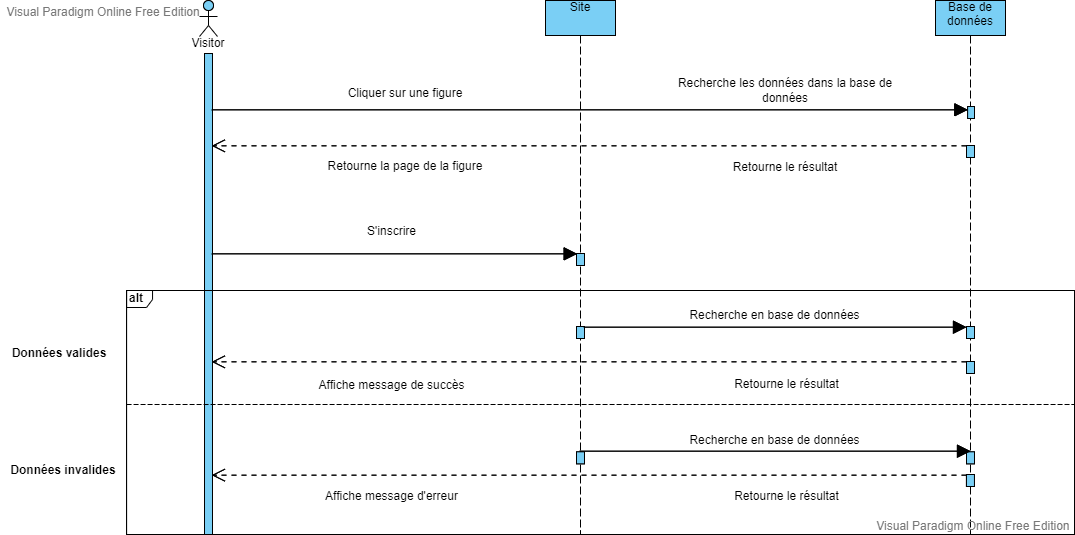 Visual Paradigm Online Free Edition
Visitor
Site
Base de
données
Cliquer sur une figure
Recherche les données dans la base de
données
Retourne la page de la figure
Retourne le résultat
S'inscrire
alt
Recherche en base de données
Données valides
Affiche message de succès
Retourne le résultat
Recherche en base de données
Données invalides
Affiche message d'erreur
Retourne le résultat
Visual Paradigm Online Free Edition